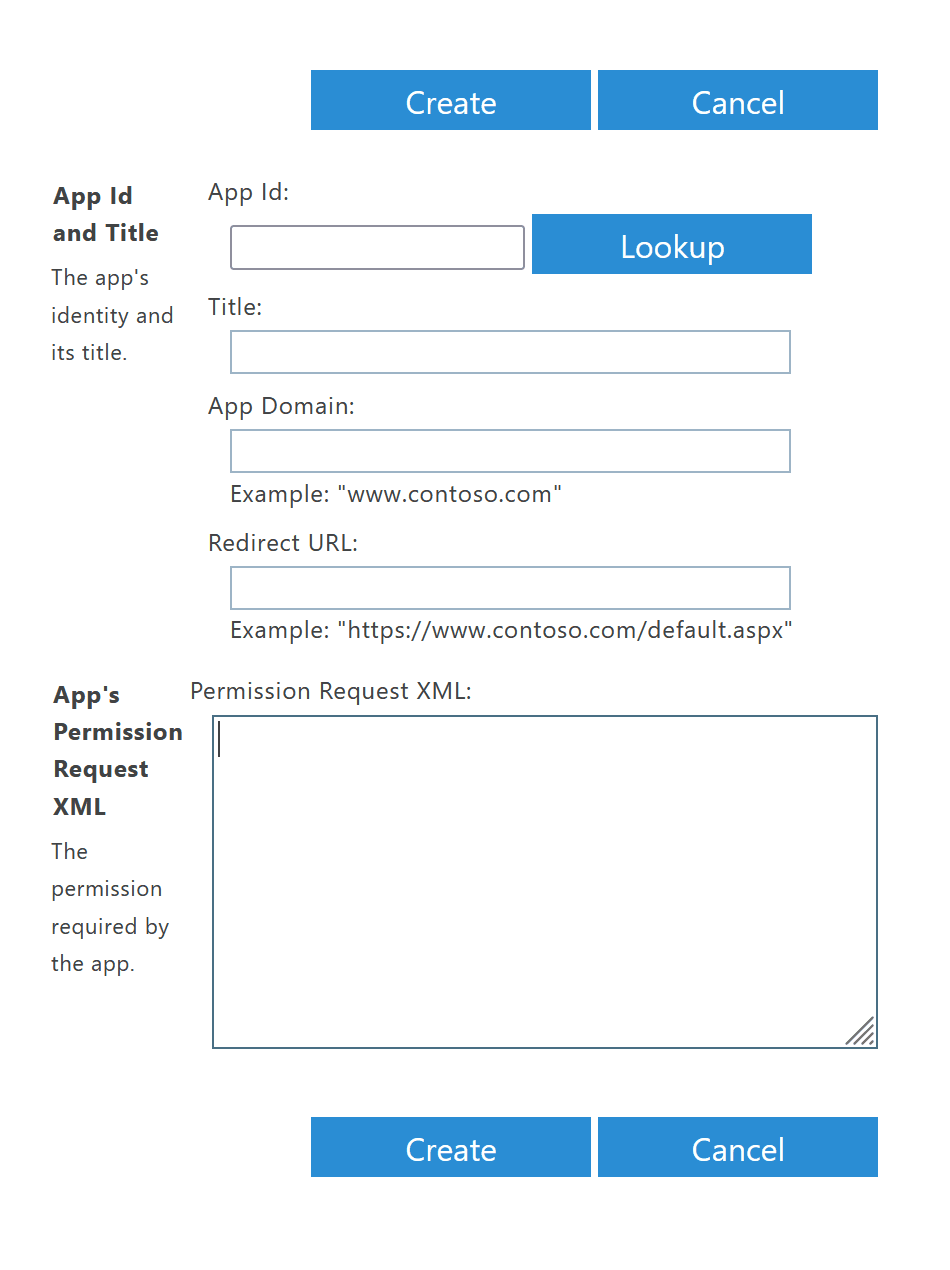 Create Cancel
App Id
and Title
The app's
identity and
its title.
App Id:
Lookup
Title:
App Domain:
Example: "www.contoso.com"
Redirect URL:
Example: "https://www.contoso.com/default.aspx"
App's
Permission
Request
XML
The
permission
required by
the app.
Permission Request XML:
Create Cancel